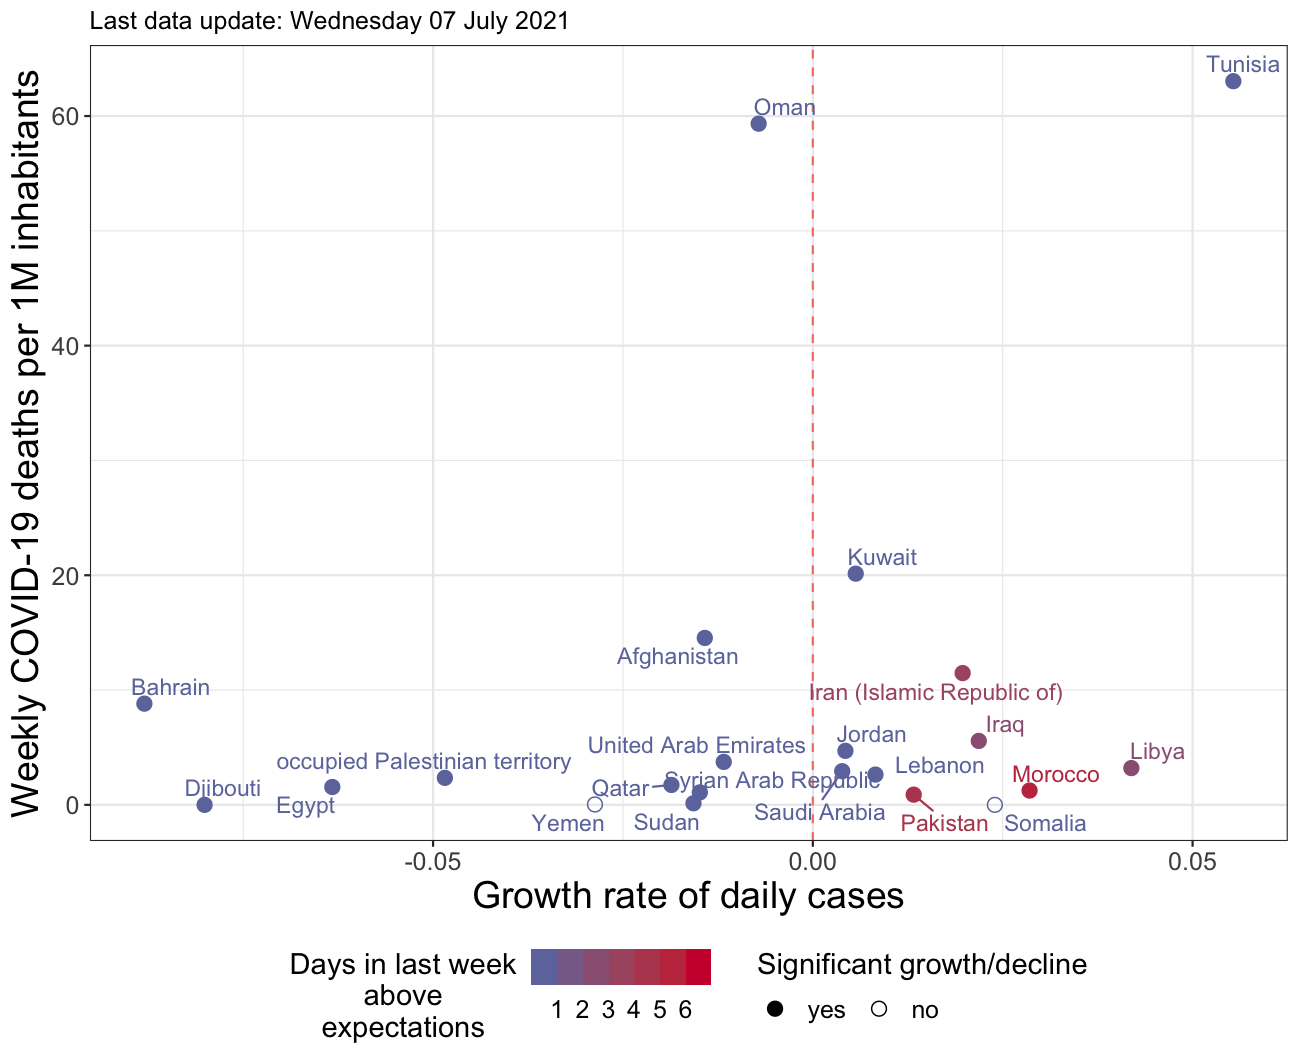 Last data update: Wednesday 07 July 2021
Weekly COVID-19 deaths per 1M inhabitants
60
40
20
0
Tunisia
Oman
Kuwait
Afghanistan
Bahrain
Iran (Islamic Republic of)
Iraq
Jordan
United Arab Emirates
Libya
occupied Palestinian territory
Lebanon
Morocco
Syrian Arab Republic
Djibouti
Qatar
Egypt
Saudi Arabia
Yemen
Sudan
Pakistan
Somalia
-0.05
0.00
0.05
Growth rate of daily cases
Days in last week
above
expectations
1 2 3 4 5 6
Significant growth/decline
yes
no